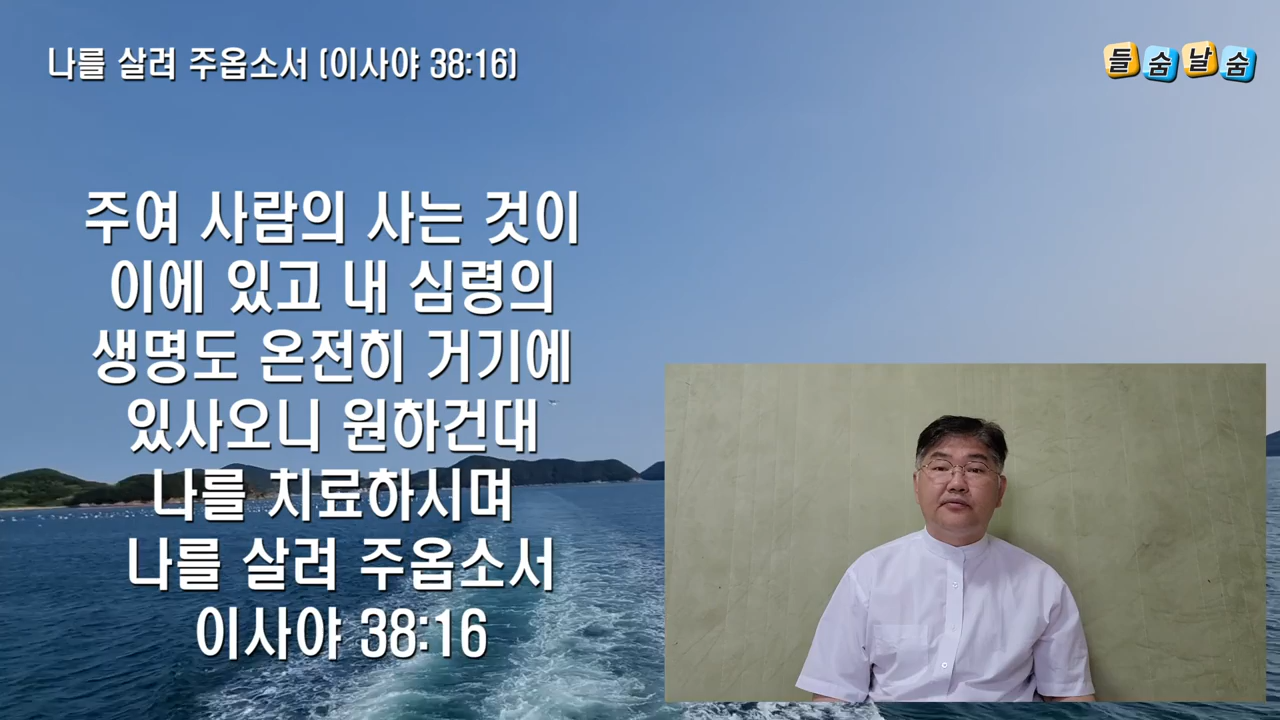 나를 살려 주옵소서 (이사야 38:16)
들숨날숨
주여 사람의 사는 것이
이에 있고 내 심령의
생명도 온전히 거기에
있사오니 원하건대
나를 치료하시며
나를 살려 주옵소서
이사야 38:16